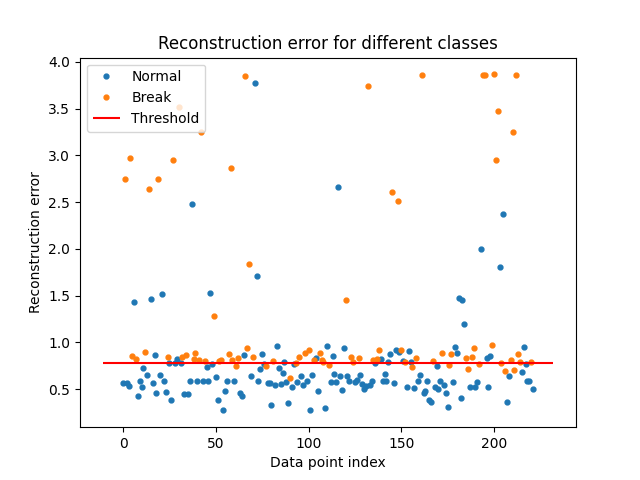 Reconstruction error for different classes
Normal
Break
Threshold
4.0
3.5
3.0
2.5
2.0
1.5
1.0
0.5
Reconstruction error
0 50 100 150 200
Data point index